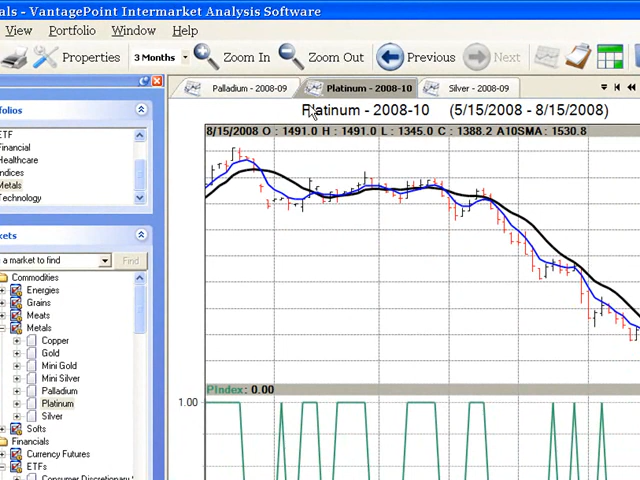 als - VantagePoint Intermarket Analysis Software
View Portfolio Window Help
Properties 3 Months Zoom In Zoom Out Previous Next
Palladium - 2008-09 Platinum - 2008-10 Silver - 2008-09
Platinum - 2008-10 (5/15/2008 - 8/15/2008)
8/15/2008 O : 1491.0 H : 1491.0 L : 1345.0 C : 1388.2 A10SMA : 1530.8
folios
ETF
Financial
Healthcare
Indices
Metals
Technology
kets
a market to find Find
Commodities
Energies
Grains
Meats
Metals
Copper
Gold
Mini Gold
Mini Silver
Palladium
Platinum
Silver
Softs
Financials
Currency Futures
ETFs
Consumer Discretionary
PIndex: 0.00
1.00